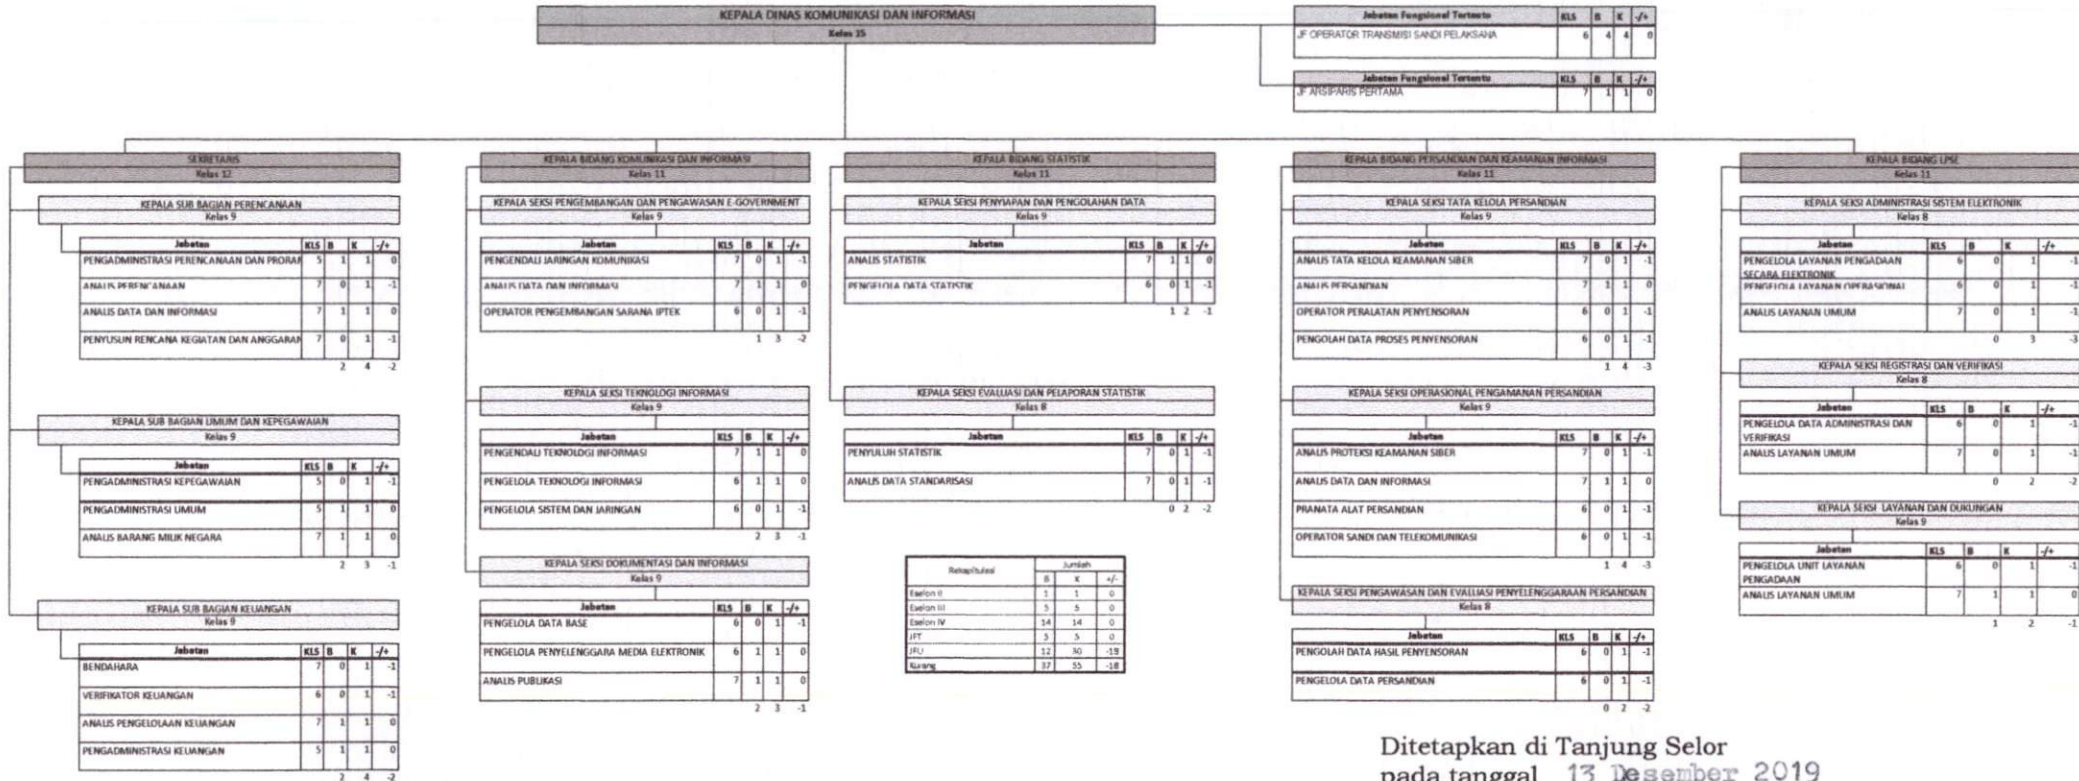 KEPALA DINAS KOMUNIKASI DAN INFORMASI
Kelas 15
Jabatan Fungsional Tertentu KLS B K -/+
JF OPERATOR TRANSMISI SANDI PELAKSANA 6 4 4 0
Jabatan Fungsional Tertentu KLS B K -/+
JF ARSIPARIS PERTAMA 7 1 1 0
SEKRETARIS
Kelas 12
KEPALA SUB BAGIAN PERENCANAAN
Kelas 9
Jabatan KLS B K -/+
PENGADMINISTRASI PERENCANAAN DAN PRORAM 5 1 1 0
ANALIS PERENCANAAN 7 0 1 -1
ANALIS DATA DAN INFORMASI 7 1 1 0
PENYUSUN RENCANA KEGIATAN DAN ANGGARAN 7 0 1 -1
2 4 -2
KEPALA SUB BAGIAN UMUM DAN KEPEGAWAIAN
Kelas 9
Jabatan KLS B K -/+
PENGADMINISTRASI KEPEGAWAIAN 5 0 1 -1
PENGADMINISTRASI UMUM 5 1 1 0
ANALIS BARANG MILIK NEGARA 7 1 1 0
2 3 -1
KEPALA SUB BAGIAN KEUANGAN
Kelas 9
Jabatan KLS B K -/+
BENDAHARA 7 0 1 -1
VERIFIKATOR KEUANGAN 6 0 1 -1
ANALIS PENGELOLAAN KEUANGAN 7 1 1 0
PENGADMINISTRASI KEUANGAN 5 1 1 0
2 4 -2
KEPALA BIDANG KOMUNIKASI DAN INFORMASI
Kelas 11
KEPALA SEKSI PENGEMBANGAN DAN PENGAWASAN E-GOVERNMENT
Kelas 9
Jabatan KLS B K -/+
PENGENDALI JARINGAN KOMUNIKASI 7 0 1 -1
ANALIS DATA DAN INFORMASI 7 1 1 0
OPERATOR PENGEMBANGAN SARANA IPTEK 6 0 1 -1
1 3 -2
KEPALA SEKSI TEKNOLOGI INFORMASI
Kelas 9
Jabatan KLS B K -/+
PENGENDALI TEKNOLOGI INFORMASI 7 1 1 0
PENGELOLA TEKNOLOGI INFORMASI 6 1 1 0
PENGELOLA SISTEM DAN JARINGAN 6 0 1 -1
2 3 -1
KEPALA SEKSI DOKUMENTASI DAN INFORMASI
Kelas 9
Jabatan KLS B K -/+
PENGELOLA DATA BASE 6 0 1 -1
PENGELOLA PENYELENGGARA MEDIA ELEKTRONIK 6 1 1 0
ANALIS PUBLIKASI 7 1 1 0
2 3 -1
KEPALA BIDANG STATISTIK
Kelas 11
KEPALA SEKSI PENYIAPAN DAN PENGOLAHAN DATA
Kelas 9
Jabatan KLS B K -/+
ANALIS STATISTIK 7 1 1 0
PENGELOLA DATA STATISTIK 6 0 1 -1
1 2 -1
KEPALA SEKSI EVALUASI DAN PELAPORAN STATISTIK
Kelas 8
Jabatan KLS B K -/+
PENYULUH STATISTIK 7 0 1 -1
ANALIS DATA STANDARISASI 7 0 1 -1
0 2 -2
Rekapitulasi Jumlah
B K +/-
Eselon II 1 1 0
Eselon III 5 5 0
Eselon IV 14 14 0
JFT 5 5 0
JFU 12 30 -18
Kurang 37 55 -18
KEPALA BIDANG PERSANDIAN DAN KEAMANAN INFORMASI
Kelas 11
KEPALA SEKSI TATA KELOLA PERSANDIAN
Kelas 9
Jabatan KLS B K -/+
ANALIS TATA KELOLA KEAMANAN SIBER 7 0 1 -1
ANALIS PERSANDIAN 7 1 1 0
OPERATOR PERALATAN PENYENSORAN 6 0 1 -1
PENGOLAH DATA PROSES PENYENSORAN 6 0 1 -1
1 4 -3
KEPALA SEKSI OPERASIONAL PENGAMANAN PERSANDIAN
Kelas 9
Jabatan KLS B K -/+
ANALIS PROTEKSI KEAMANAN SIBER 7 0 1 -1
ANALIS DATA DAN INFORMASI 7 1 1 0
PRANATA ALAT PERSANDIAN 6 0 1 -1
OPERATOR SANDI DAN TELEKOMUNIKASI 6 0 1 -1
1 4 -3
KEPALA SEKSI PENGAWASAN DAN EVALUASI PENYELENGGARAAN PERSANDIAN
Kelas 8
Jabatan KLS B K -/+
PENGOLAH DATA HASIL PENYENSORAN 6 0 1 -1
PENGELOLA DATA PERSANDIAN 6 0 1 -1
0 2 -2
KEPALA BIDANG LPSE
Kelas 11
KEPALA SEKSI ADMINISTRASI SISTEM ELEKTRONIK
Kelas 8
Jabatan KLS B K -/+
PENGELOLA LAYANAN PENGADAAN 6 0 1 -1
SECARA ELEKTRONIK
PENGELOLA LAYANAN OPERASIONAL 6 0 1 -1
ANALIS LAYANAN UMUM 7 0 1 -1
0 3 -3
KEPALA SEKSI REGISTRASI DAN VERIFIKASI
Kelas 8
Jabatan KLS B K -/+
PENGELOLA DATA ADMINISTRASI DAN 6 0 1 -1
VERIFIKASI
ANALIS LAYANAN UMUM 7 0 1 -1
0 2 -2
KEPALA SEKSI LAYANAN DAN DUKUNGAN
Kelas 9
Jabatan KLS B K -/+
PENGELOLA UNIT LAYANAN 6 0 1 -1
PENGADAAN
ANALIS LAYANAN UMUM 7 1 1 0
1 2 -1
Ditetapkan di Tanjung Selor
pada tanggal 13 Desember 2019